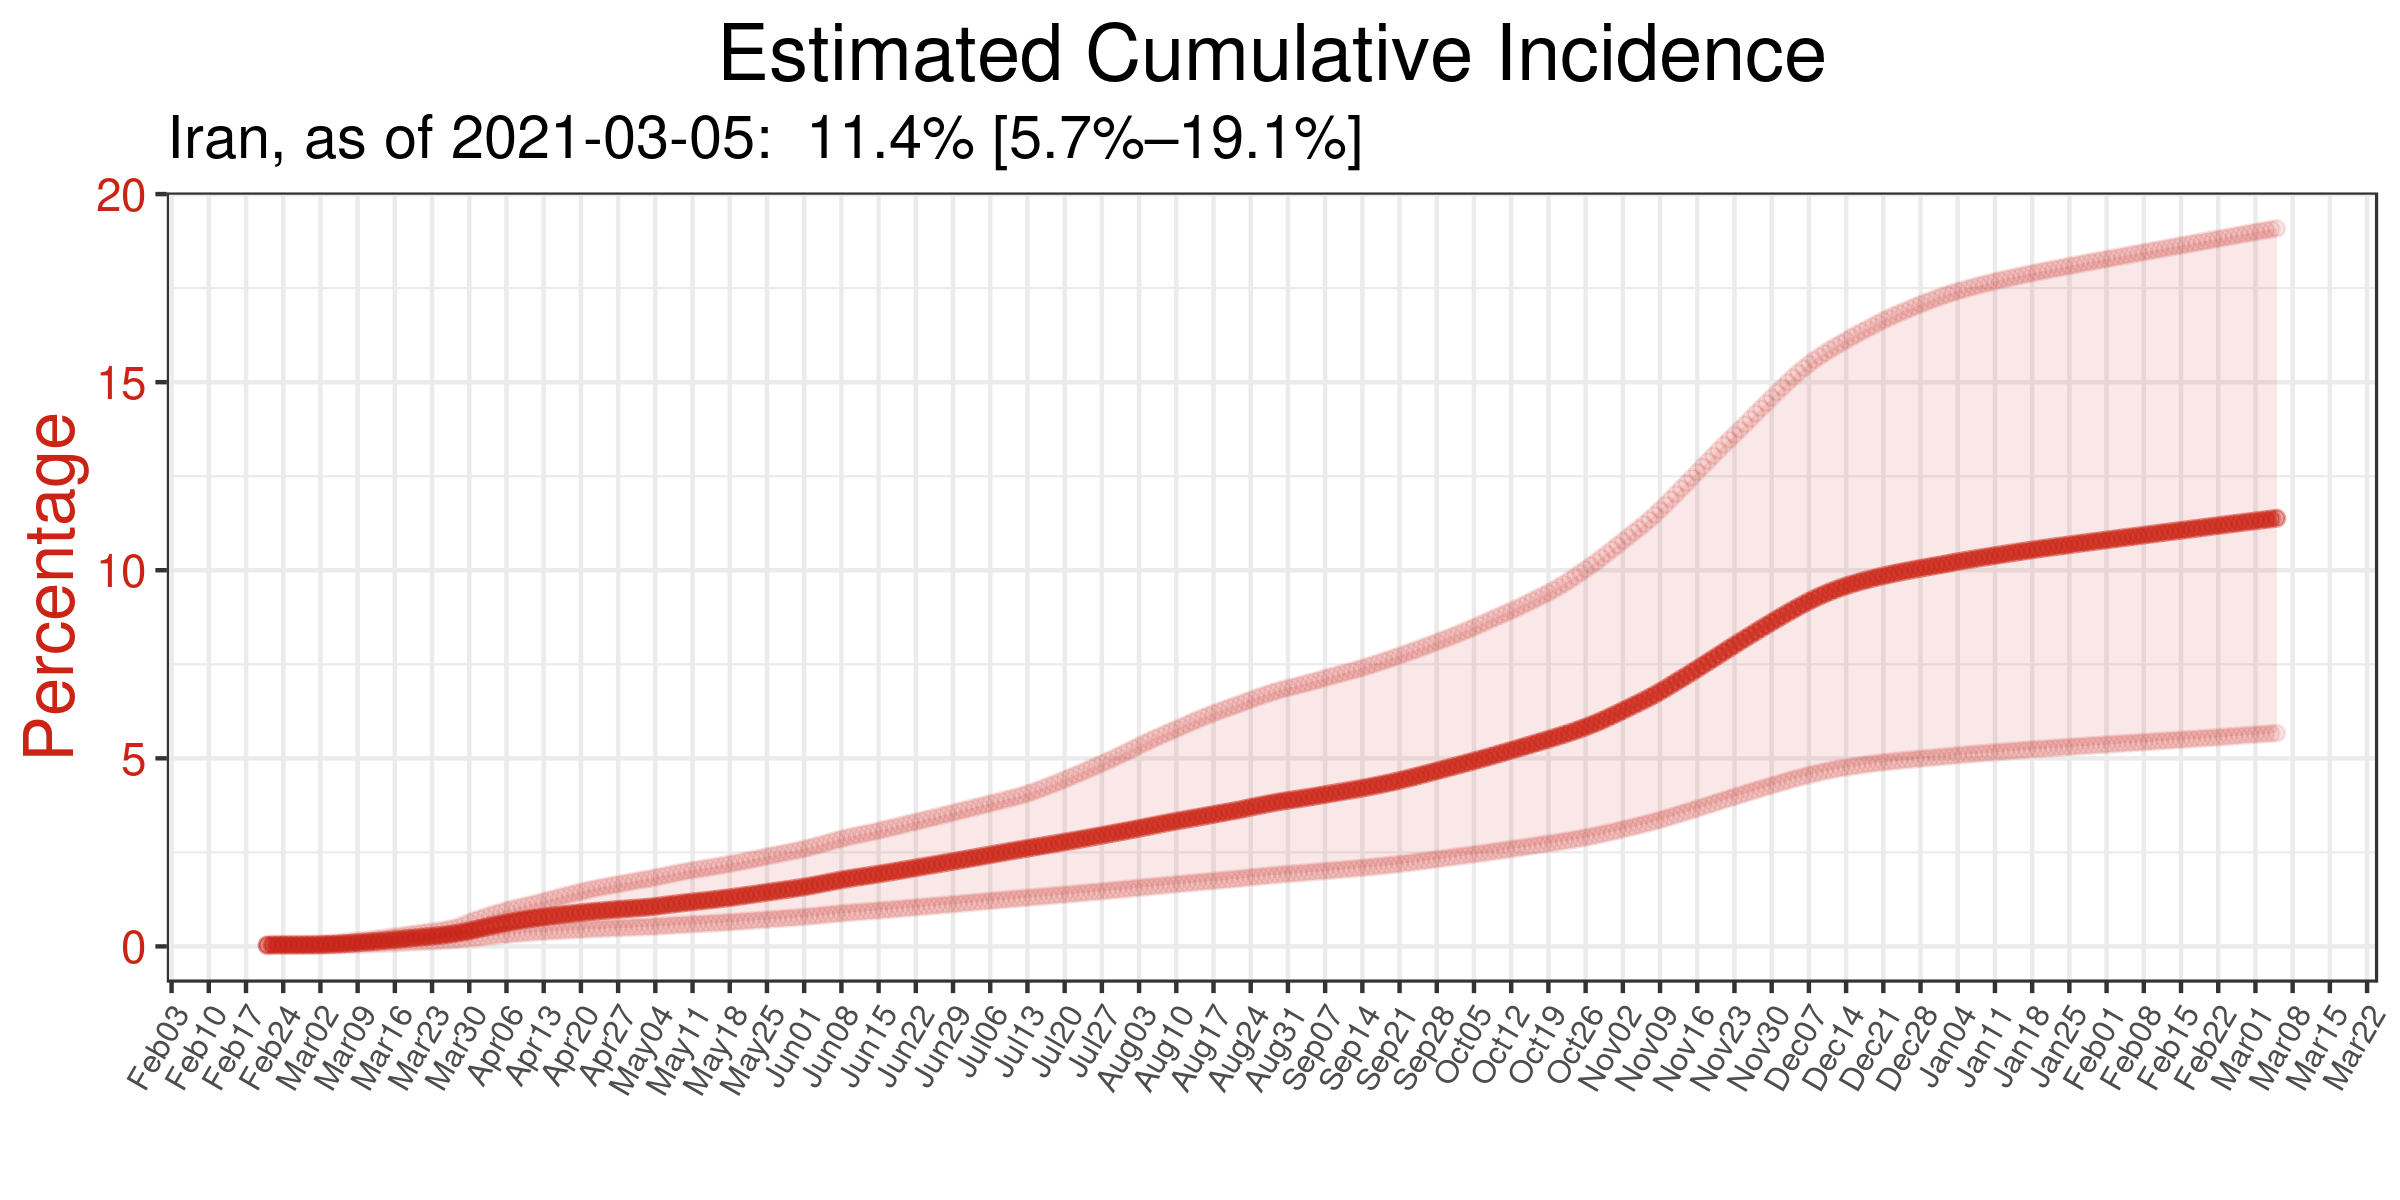 Estimated Cumulative Incidence
Iran, as of 2021-03-05:  11.4% [5.7%–19.1%]
Percentage
20
15
10
5
0
Feb03
Feb10
Feb17
Feb24
Mar02
Mar09
Mar16
Mar23
Mar30
Apr06
Apr13
Apr20
Apr27
May04
May11
May18
May25
Jun01
Jun08
Jun15
Jun22
Jun29
Jul06
Jul13
Jul20
Jul27
Aug03
Aug10
Aug17
Aug24
Aug31
Sep07
Sep14
Sep21
Sep28
Oct05
Oct12
Oct19
Oct26
Nov02
Nov09
Nov16
Nov23
Nov30
Dec07
Dec14
Dec21
Dec28
Jan04
Jan11
Jan18
Jan25
Feb01
Feb08
Feb15
Feb22
Mar01
Mar08
Mar15
Mar22